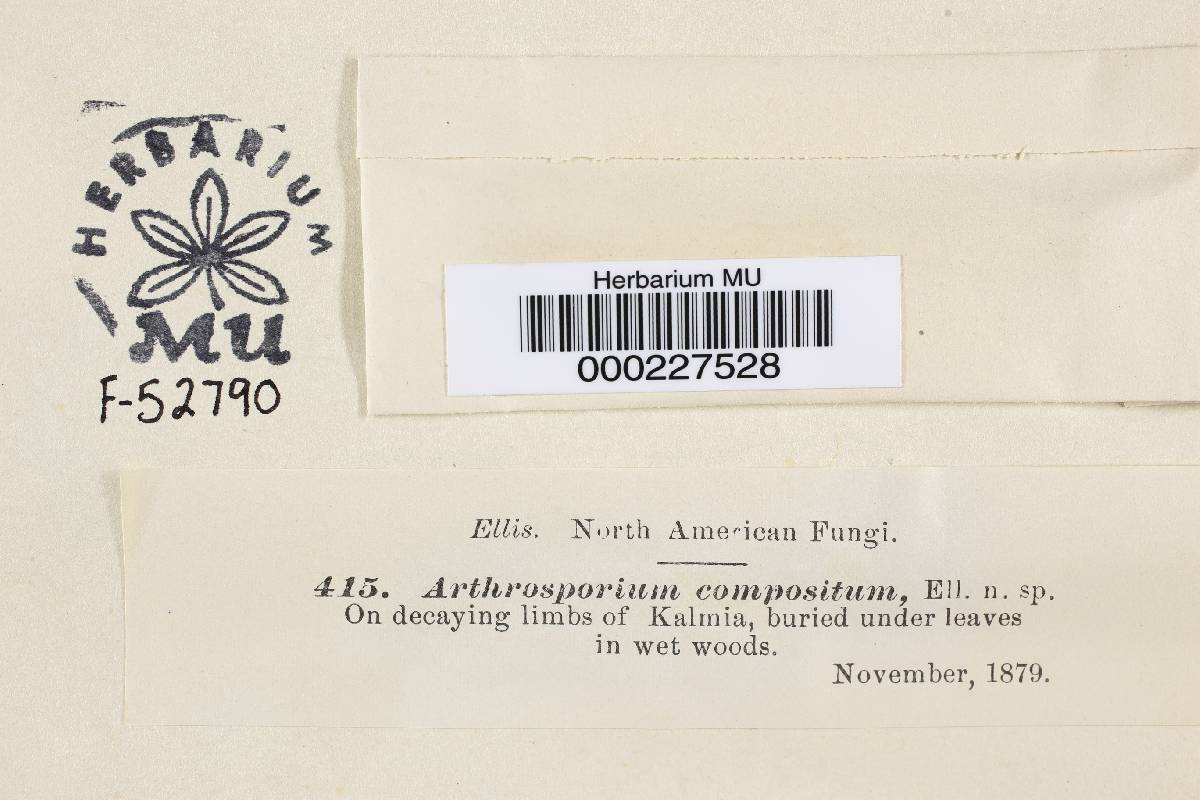 HERBARIUM
MU
F-52790
Herbarium MU
000227528
Ellis. North American Fungi.
415. Arthrosporium compositum, Ell. n. sp.
On decaying limbs of Kalmia, buried under leaves
in wet woods.
November, 1879.